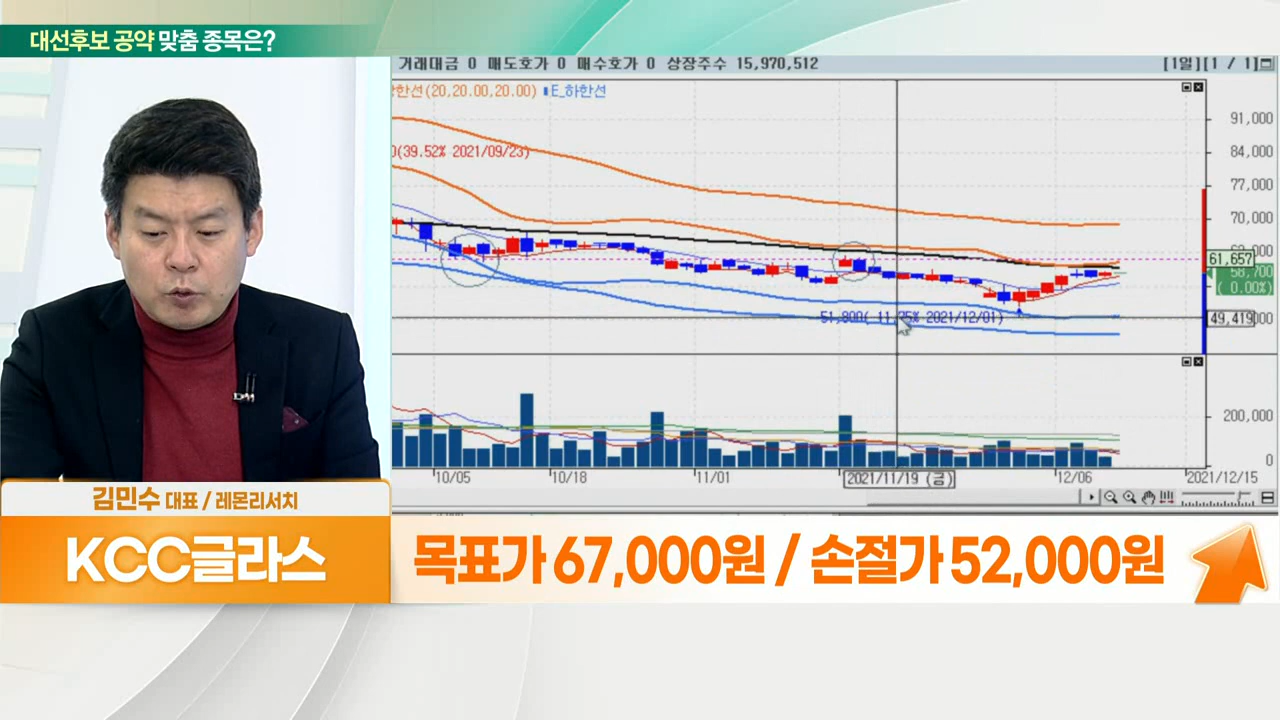 대선후보 공약 맞춤 종목은?
거래대금 0 매도호가 0 매수호가 0 상장주수 15,970,512
[1일][1 / 1]
한선(20,20.00,20.00) E_하한선
(39.52% 2021/09/23)
91,000
84,000
77,000
70,000
61,657
58,700
( 0.00%)
51,800( 2021/12/01)
49,419
200,000
0
10/05 10/18 11/01 2021/11/19 (금) 12/06 2021/12/15
김민수 대표 / 레몬리서치
KCC글라스
목표가 67,000원 / 손절가 52,000원